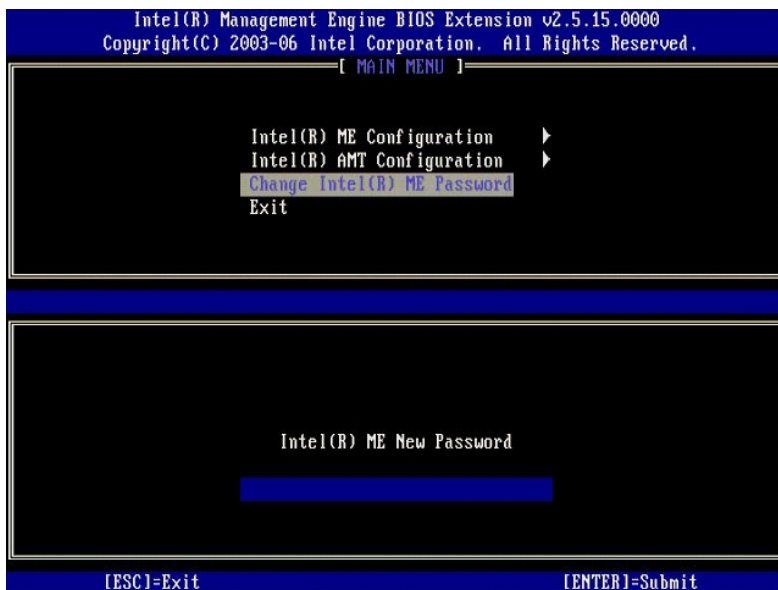 Intel(R) Management Engine BIOS Extension v2.5.15.0000
Copyright(C) 2003-06 Intel Corporation. All Rights Reserved.
[ MAIN MENU ]
Intel(R) ME Configuration ►
Intel(R) AMT Configuration ►
Change Intel(R) ME Password
Exit
Intel(R) ME New Password
[ESC]=Exit [ENTER]=Submit